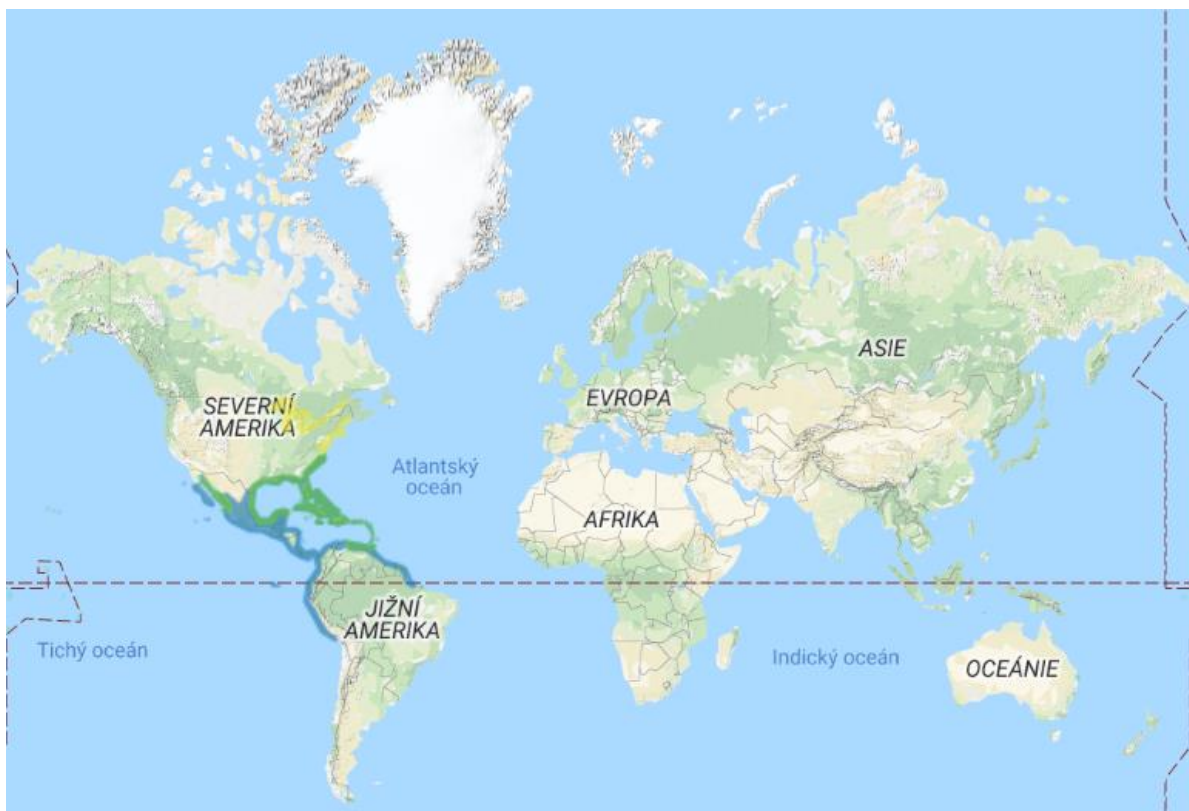 ASIE
EVROPA
SEVERNÍ
AMERIKA
Atlantský
oceán
AFRIKA
JIŽNÍ
AMERIKA
Tichý oceán
Indický oceán
OCEÁNIE